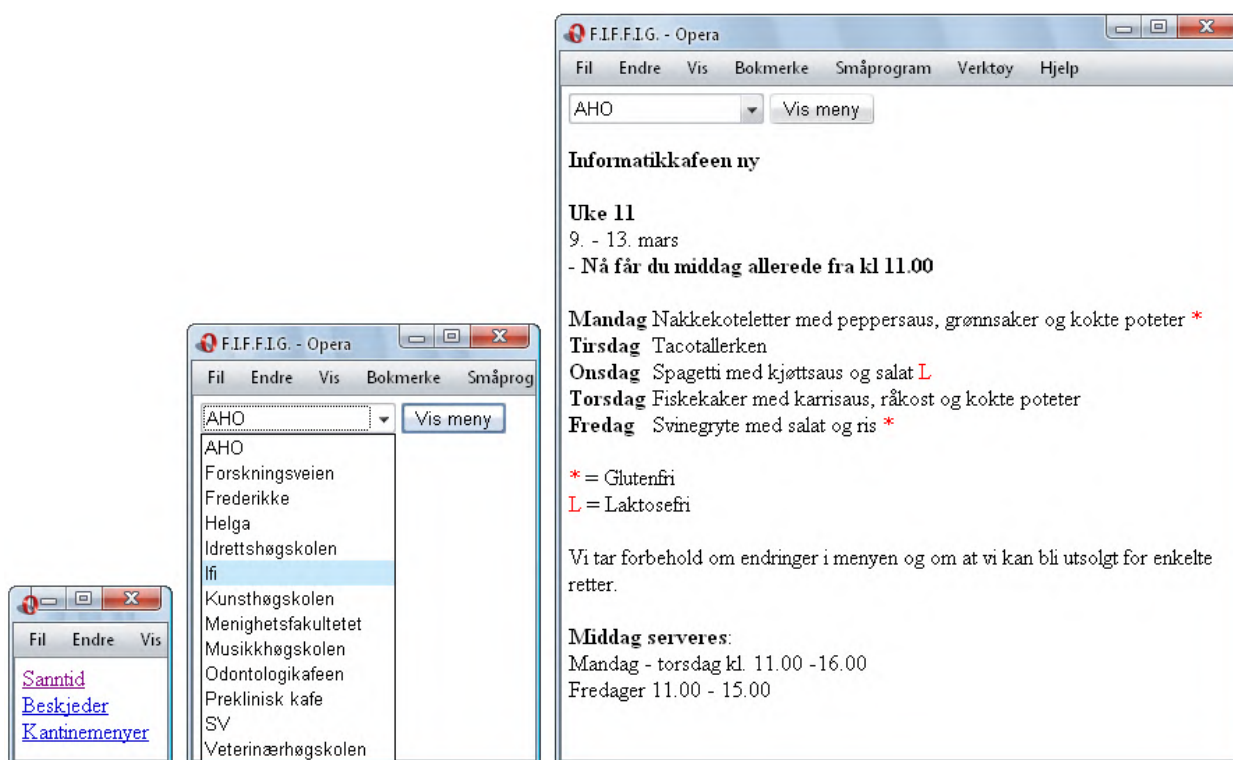 Fil Endre Vis
Sanntid
Beskjeder
Kantinemenyer
F.I.F.F.I.G. - Opera
Fil Endre Vis Bokmerke Småprog
AHO Vis meny
AHO
Forskningsveien
Frederikke
Helga
Idrettshøgskolen
Ifi
Kunsthøgskolen
Menighetsfakultetet
Musikkhøgskolen
Odontologikafeen
Preklinisk kafe
SV
Veterinærhøgskolen
F.I.F.F.I.G. - Opera
Fil Endre Vis Bokmerke Småprogram Verktøy Hjelp
AHO Vis meny
Informatikkafeen ny
Uke 11
9. - 13. mars
- Nå får du middag allerede fra kl 11.00
Mandag Nakkekoteletter med peppersaus, grønnsaker og kokte poteter *
Tirsdag Tacotallerken
Onsdag Spagetti med kjøttsaus og salat L
Torsdag Fiskekaker med karrisaus, råkost og kokte poteter
Fredag Svinegryte med salat og ris *
* = Glutenfri
L = Laktosefri
Vi tar forbehold om endringer i menyen og om at vi kan bli utsolgt for enkelte
retter.
Middag serveres:
Mandag - torsdag kl. 11.00 -16.00
Fredager 11.00 - 15.00